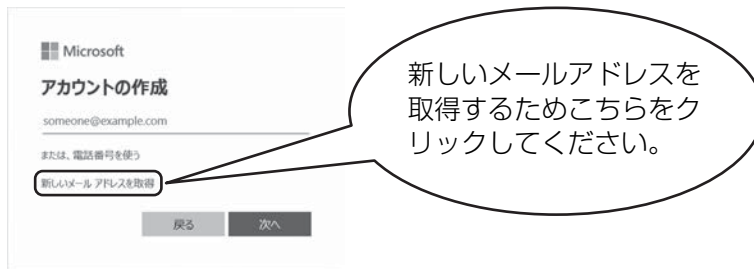 Microsoft
アカウントの作成
someone@example.com
または、電話番号を使う
新しいメール アドレスを取得
戻る
次へ
新しいメールアドレスを
取得するためこちらをク
リックしてください。